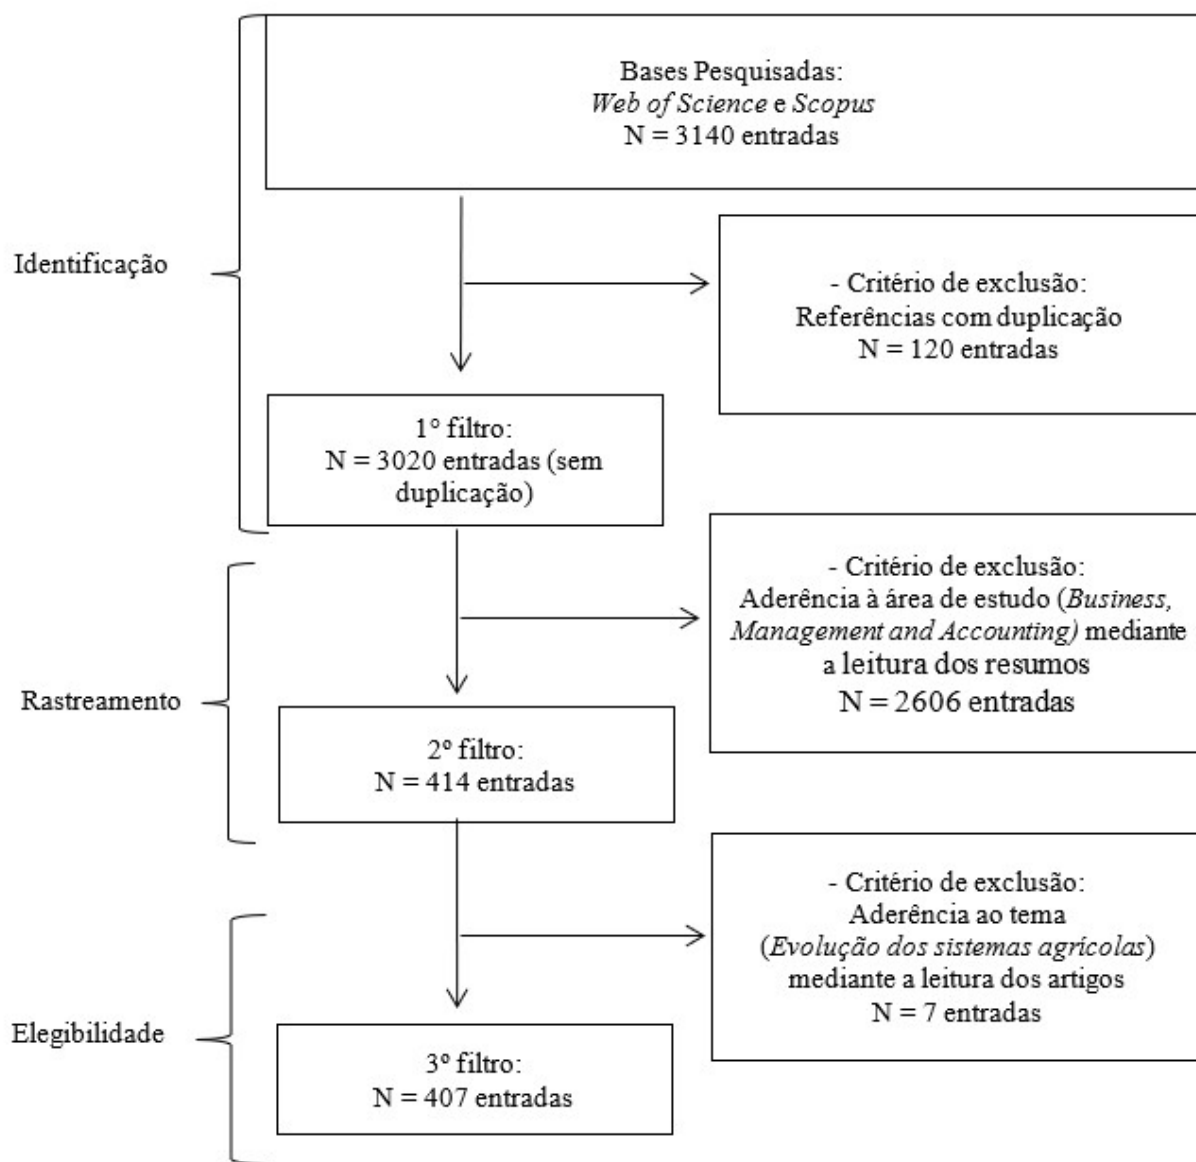 Bases Pesquisadas:
Web of Science e Scopus
N = 3140 entradas
Identificação
- Critério de exclusão:
Referências com duplicação
N = 120 entradas
1° filtro:
N = 3020 entradas (sem
duplicação)
- Critério de exclusão:
Aderência à área de estudo (Business,
Management and Accounting) mediante
a leitura dos resumos
N = 2606 entradas
Rastreamento
2º filtro:
N = 414 entradas
- Critério de exclusão:
Aderência ao tema
(Evolução dos sistemas agrícolas)
mediante a leitura dos artigos
N = 7 entradas
Elegibilidade
3º filtro:
N = 407 entradas